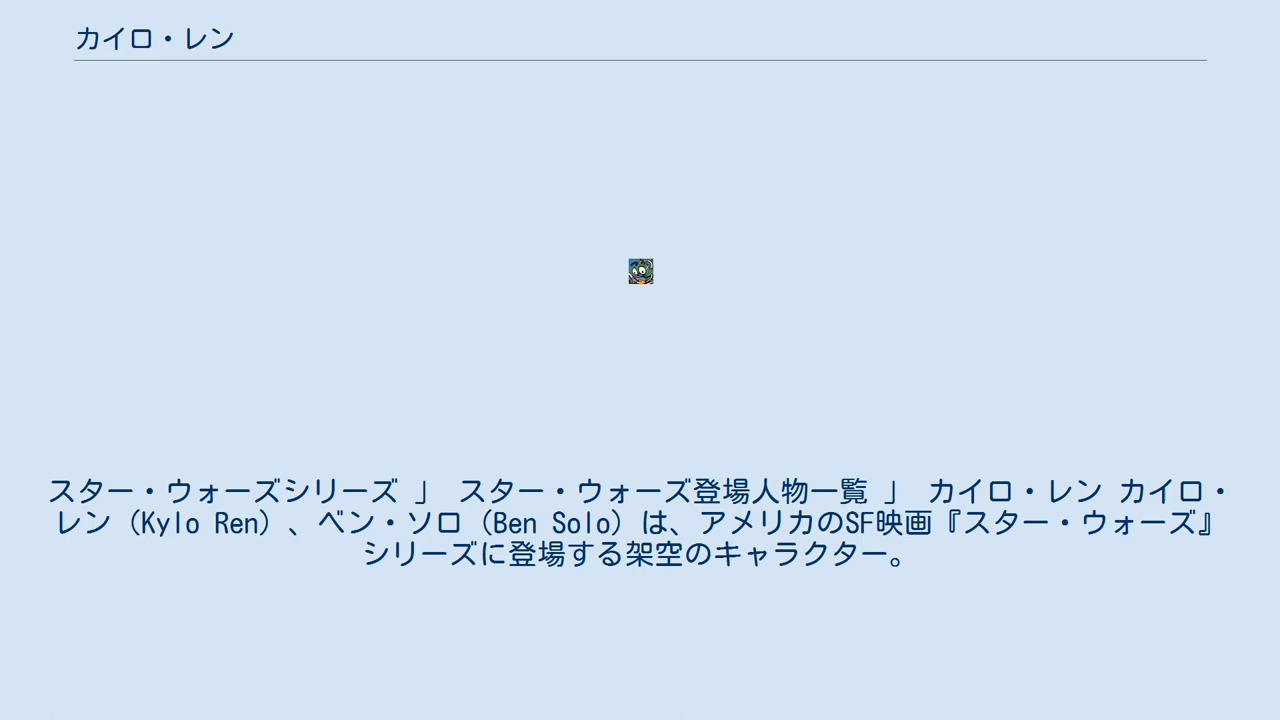 カイロ・レン
スター・ウォーズシリーズ 」 スター・ウォーズ登場人物一覧 」 カイロ・レン カイロ・
レン（Kylo Ren）、ベン・ソロ（Ben Solo）は、アメリカのSF映画『スター・ウォーズ』
シリーズに登場する架空のキャラクター。